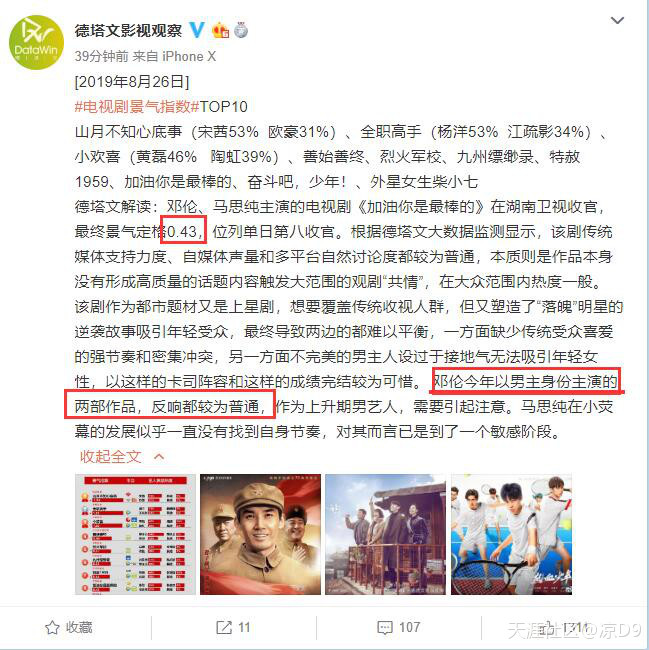 德塔文影视观察
39分钟前 来自 iPhone X
DataWin
[2019年8月26日]
#电视剧景气指数#TOP10
山月不知心底事（宋茜53% 欧豪31%）、全职高手（杨洋53% 江疏影34%）、
小欢喜（黄磊46% 陶虹39%）、善始善终、烈火军校、九州缥缈录、特赦
1959、加油你是最棒的、奋斗吧，少年！、外星女生柴小七
德塔文解读：邓伦、马思纯主演的电视剧《加油你是最棒的》在湖南卫视收官，
最终景气定格0.43，位列单日第八收官。根据德塔文大数据监测显示，该剧传统
媒体支持力度、自媒体声量和多平台自然讨论度都较为普通，本质则是作品本身
没有形成高质量的话题内容触发大范围的观剧“共情”，在大众范围内热度一般。
该剧作为都市题材又是上星剧，想要覆盖传统收视人群，但又塑造了“落魄”明星的
逆袭故事吸引年轻受众，最终导致两边的都难以平衡，一方面缺少传统受众喜爱
的强节奏和密集冲突，另一方面不完美的男主人设过于接地气无法吸引年轻女
性，以这样的卡司阵容和这样的成绩完结较为可惜。邓伦今年以男主身份主演的
两部作品，反响都较为普通，作为上升期男艺人，需要引起注意。马思纯在小荧
幕的发展似乎一直没有找到自身节奏，对其而言已是到了一个敏感阶段。
收起全文
收藏
11
107
1311
天涯社区@凉D9